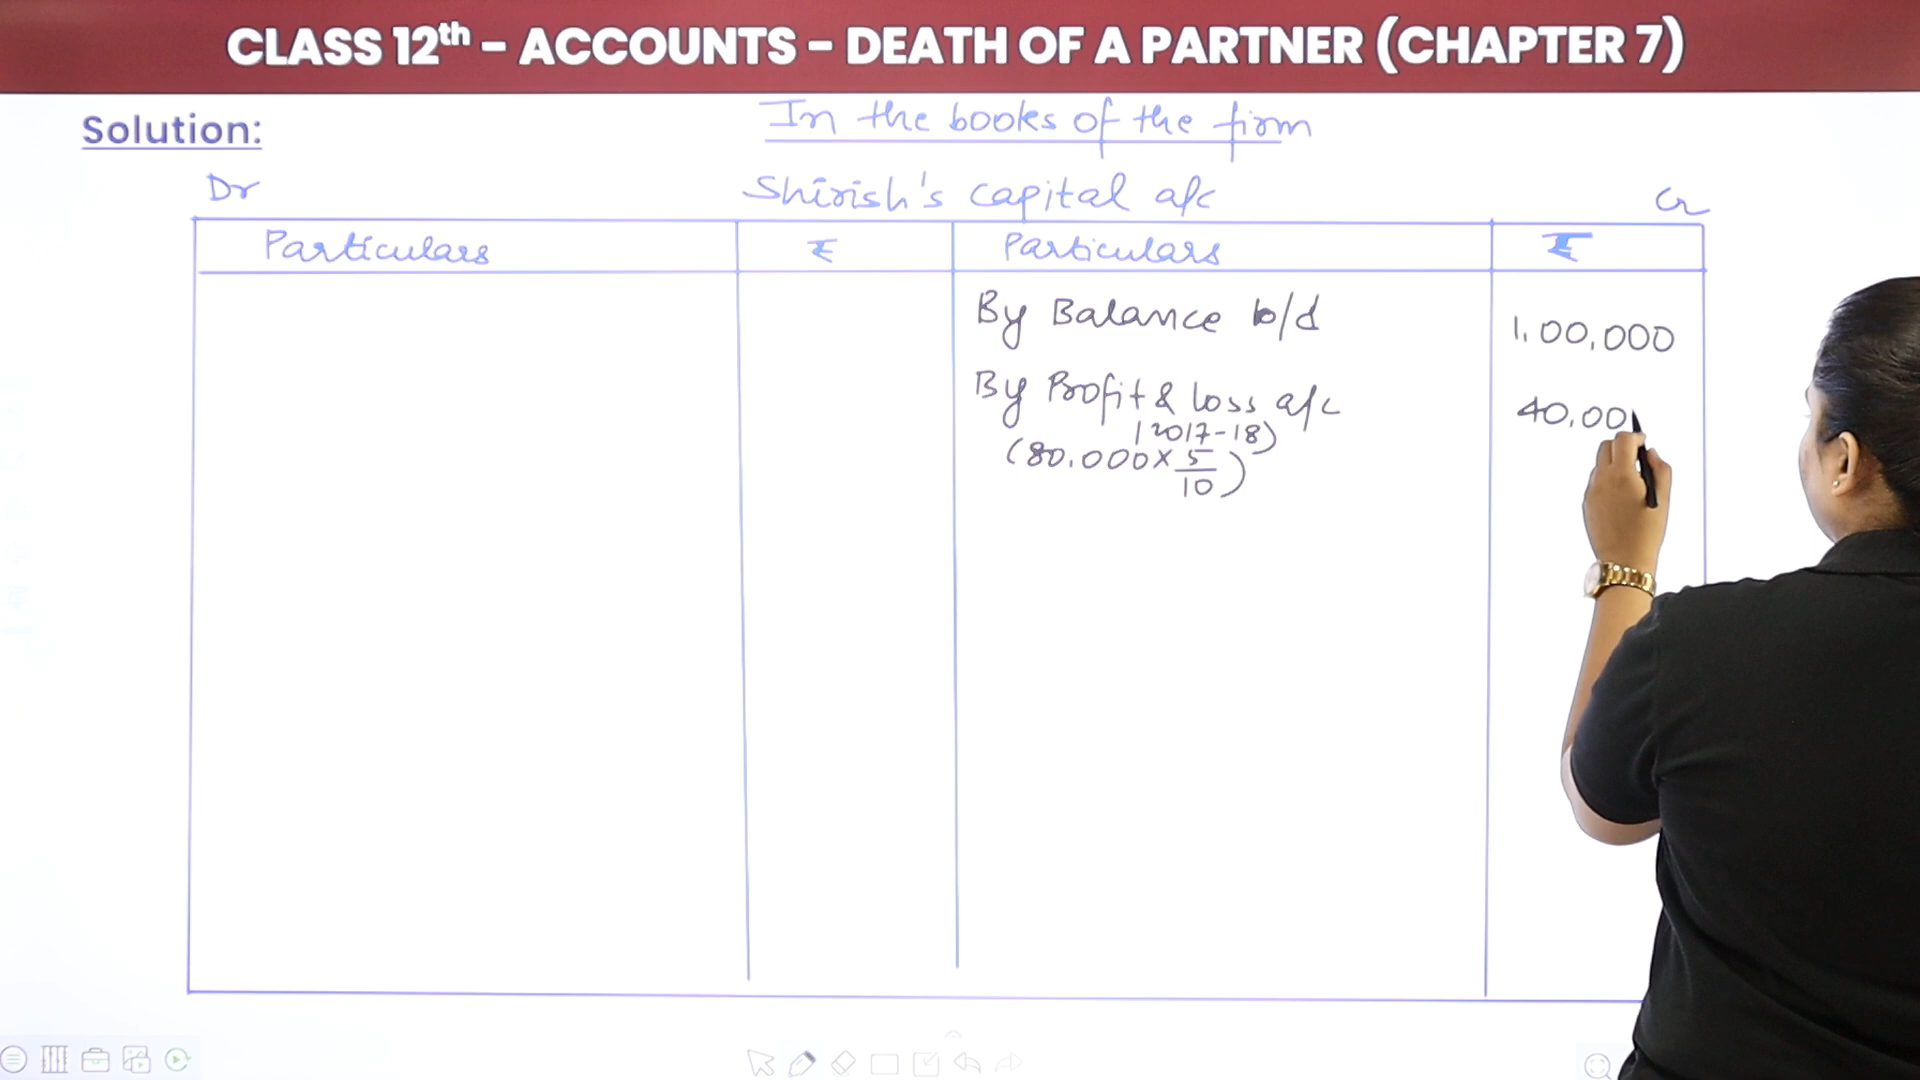 CLASS 12th – ACCOUNTS – DEATH OF A PARTNER (CHAPTER 7)
Solution:
In the books of the firm
Dr Shirish's capital a/c Cr
Particulars ₹ Particulars ₹
By Balance b/d 1,00,000
By Profit & loss a/c 40,00
(2017-18)
(80,000 × 5/10)